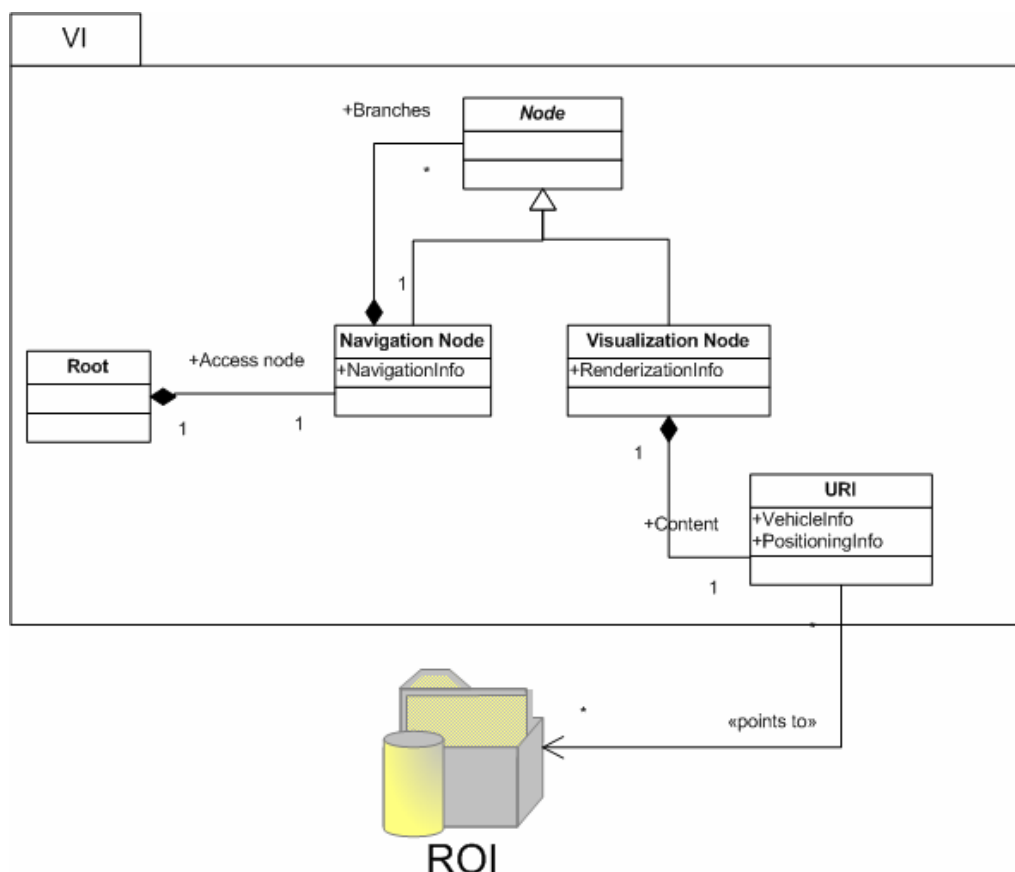 VI
Node
+Branches
*
1
Navigation Node
+NavigationInfo
Visualization Node
+RenderizationInfo
Root
+Access node
1
1
1
URI
+VehicleInfo
+PositioningInfo
+Content
1
*
*
«points to»
ROI